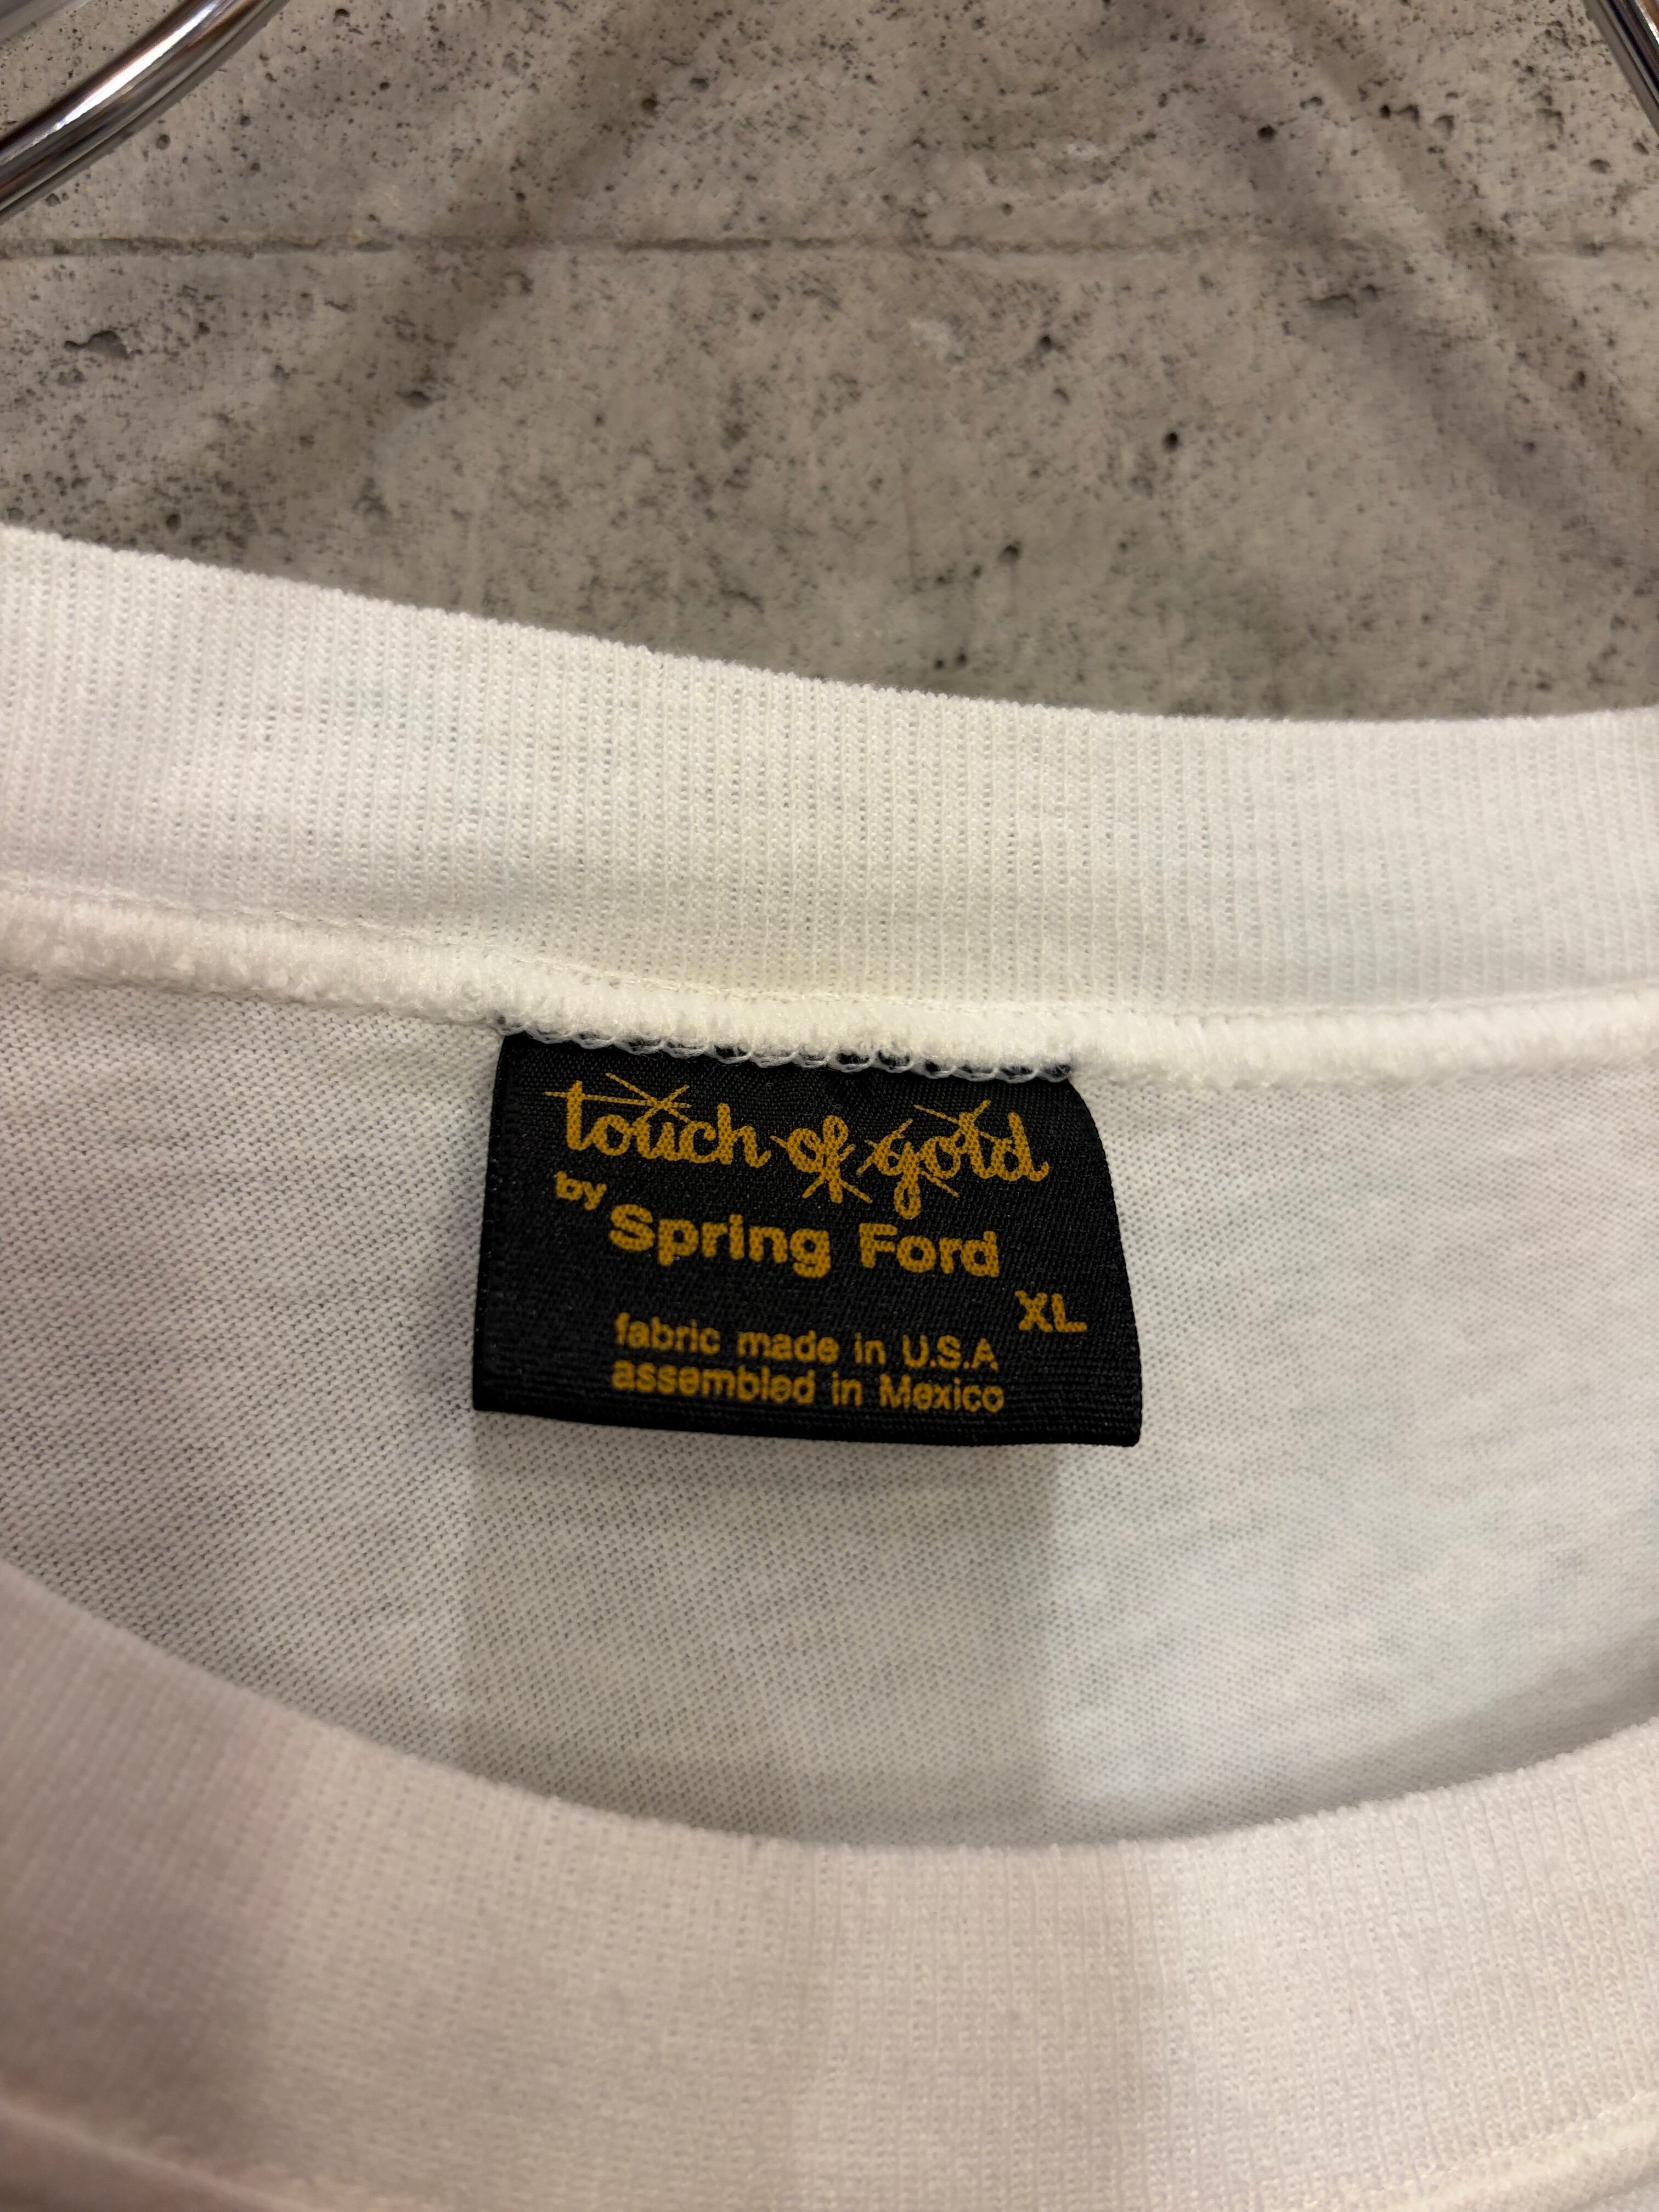 touch of gold
by Spring Ford
XL
fabric made in U.S.A
assembled in Mexico